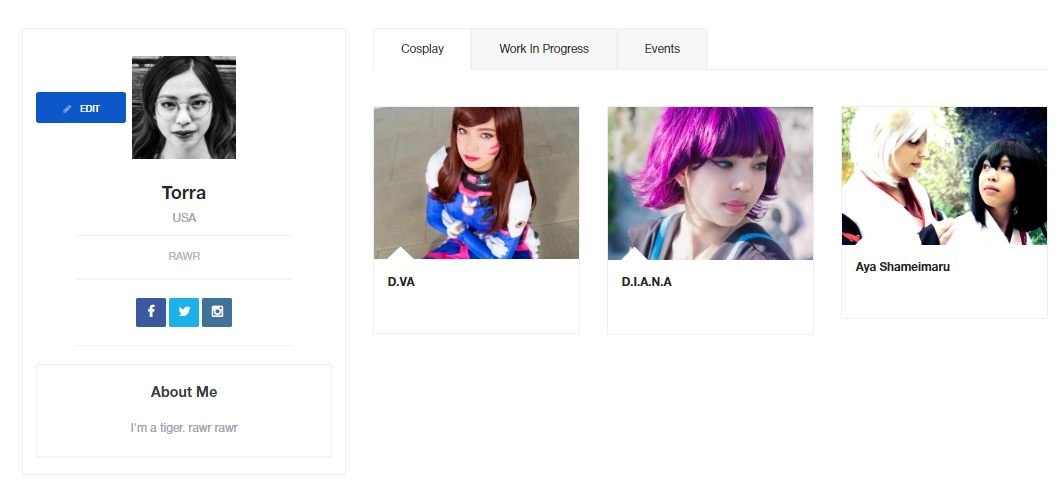 EDIT
Torra
USA
RAWR
About Me
I'm a tiger. rawr rawr
Cosplay
Work In Progress
Events
D.VA
D.I.A.N.A
Aya Shameimaru